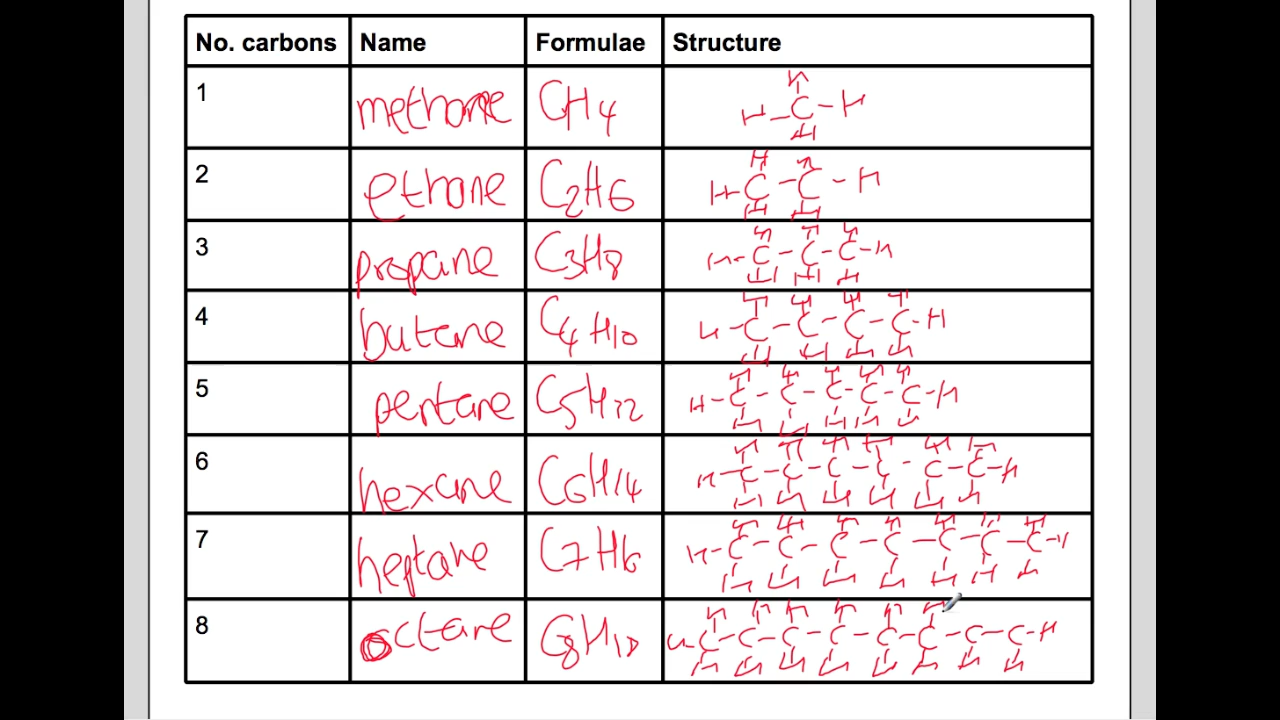 No. carbons Name Formulae Structure
1 methane CH4 H-C-H H H
2 ethane C2H6 H C-C-H H H H H
3 propane C3H8 H-C-C-C-H H H H H H H
4 butane C4H10 H-C-C-C-C-H H H H H H H H H
5 pentane C5H12 H-C-C-C-C-C-H H H H H H H H H H H
6 hexane C6H14 H-C-C-C-C-C-C-H H H H H H H H H H H H H
7 heptane C7H16 H-C-C-C-C-C-C-C-H H H H H H H H H H H H H H H
8 octane C8H18 H-C-C-C-C-C-C-C-C-H H H H H H H H H H H H H H H